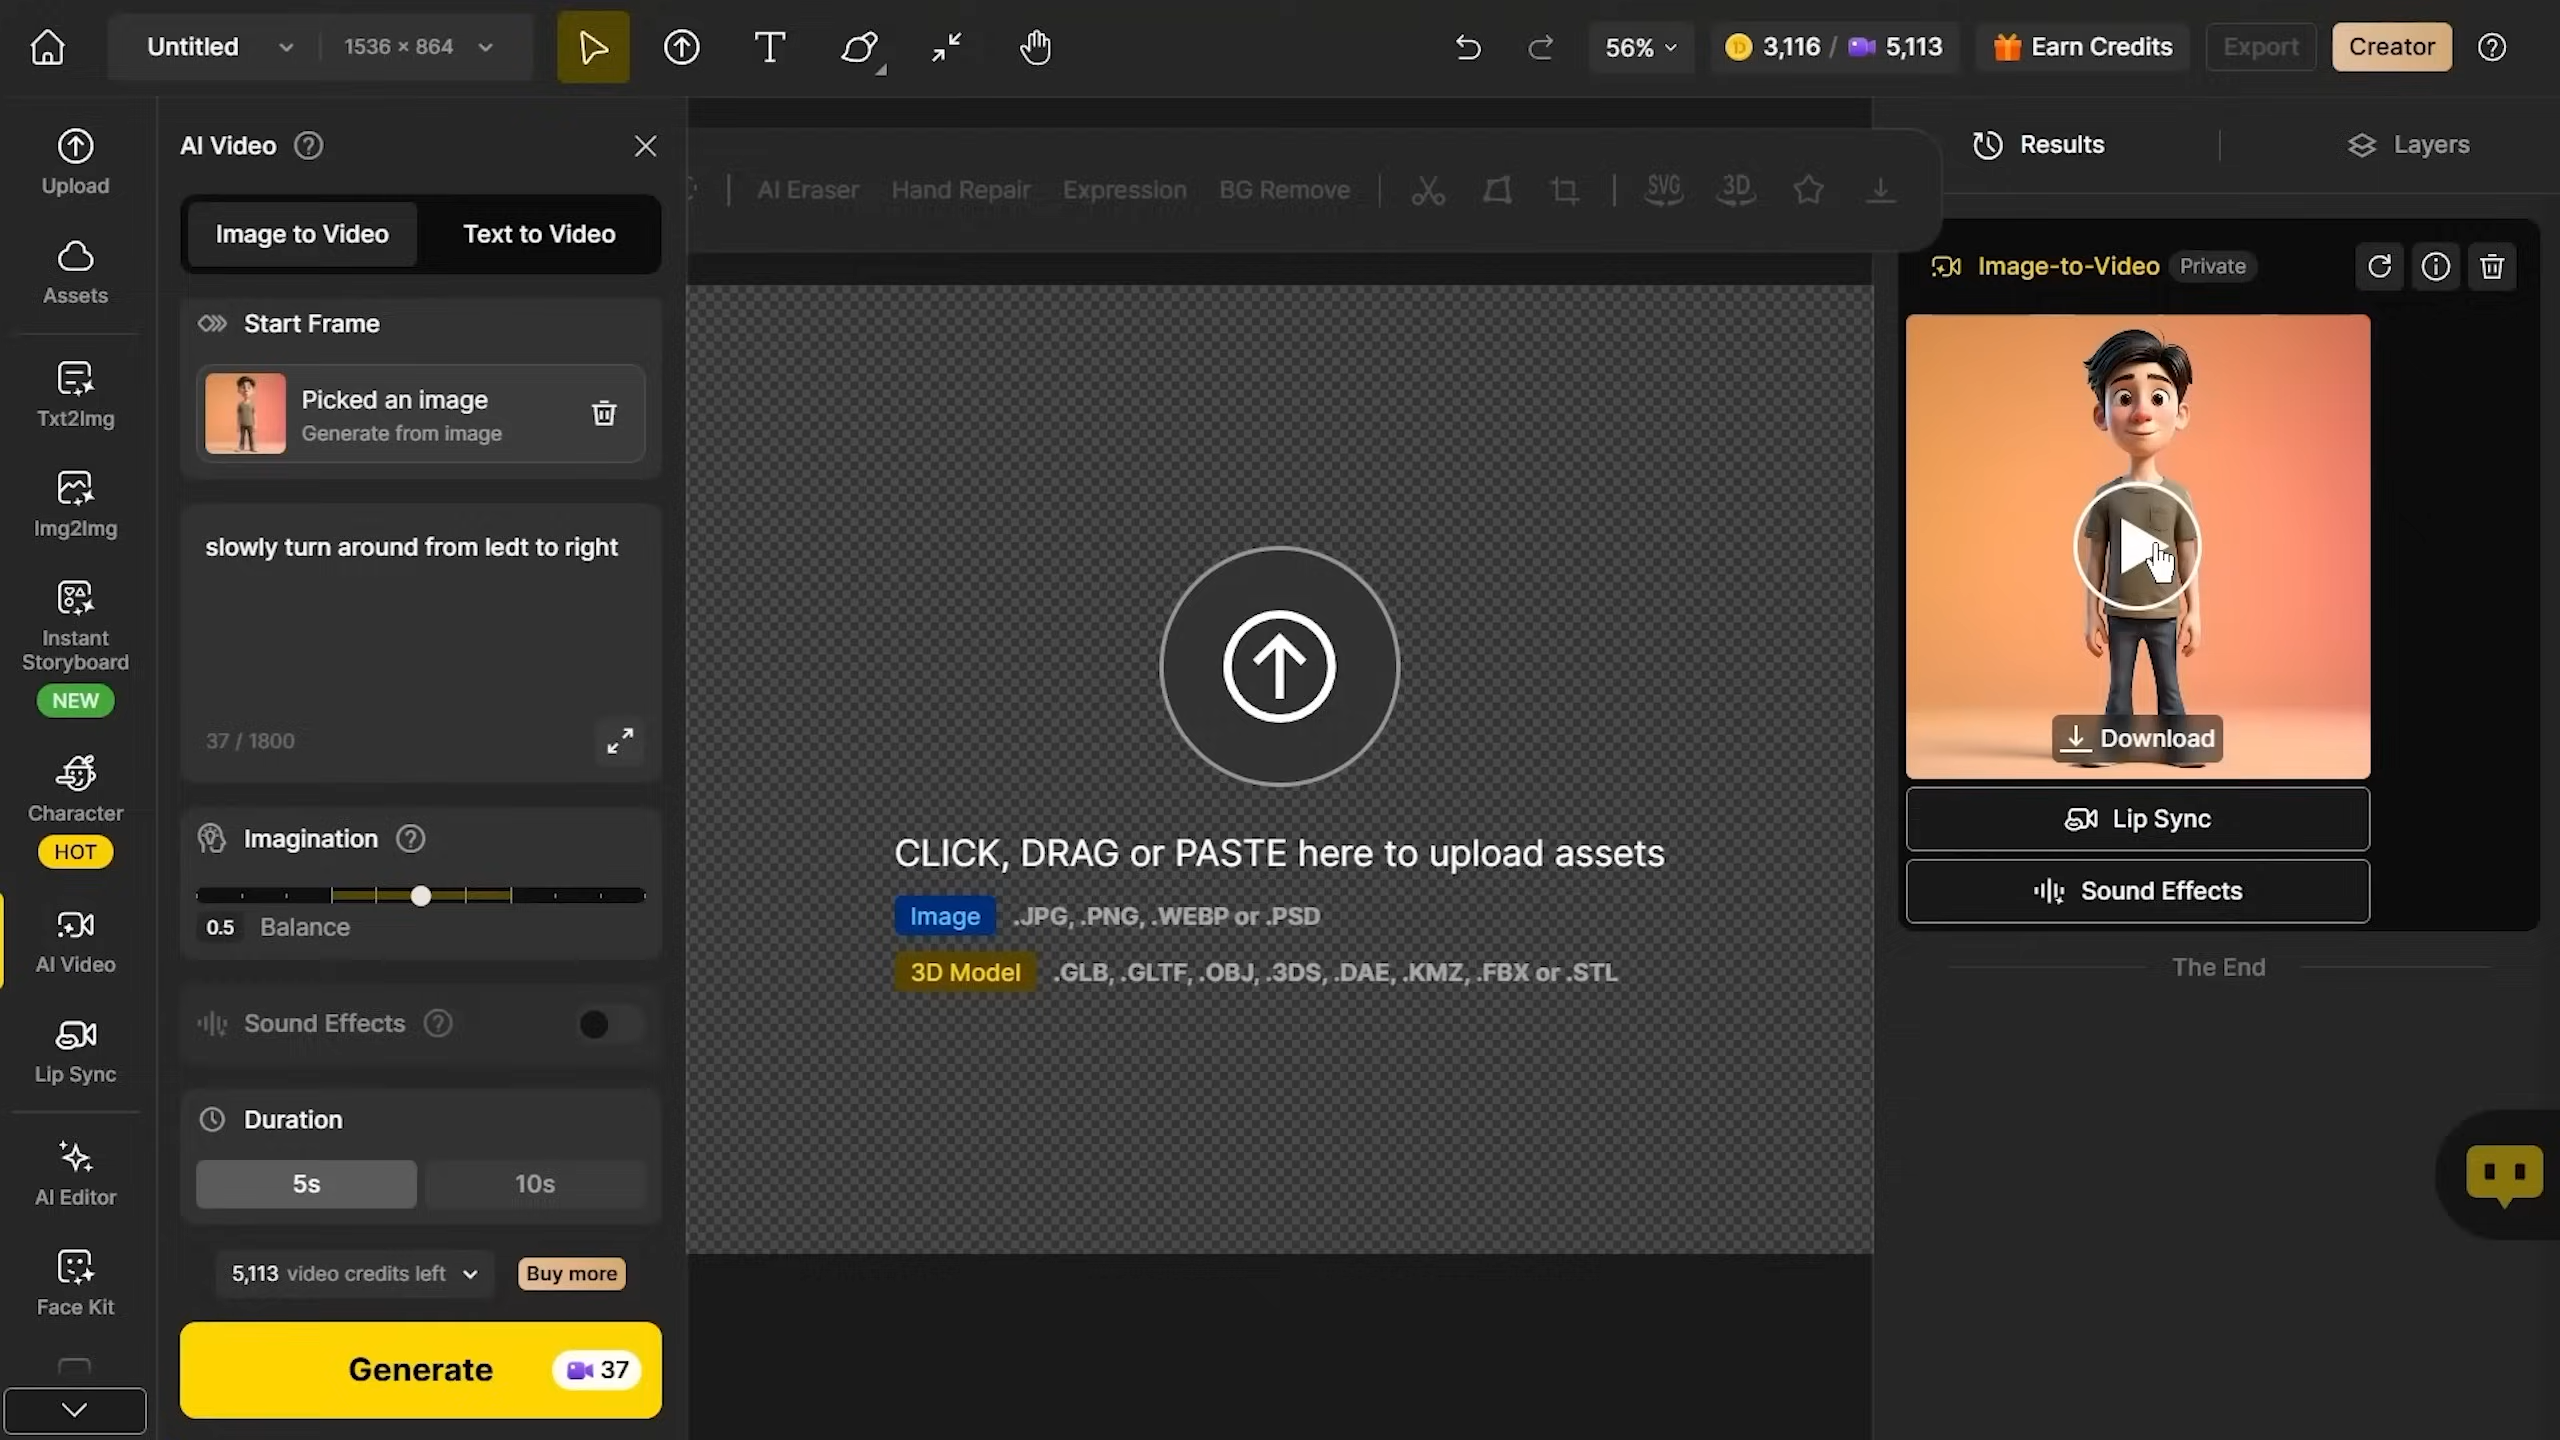 Untitled
1536 × 864
56%
3,116 / 5,113
Earn Credits
Export
Creator
Upload
Assets
Txt2Img
Img2Img
Instant
Storyboard
NEW
Character
HOT
AI Video
Lip Sync
AI Editor
Face Kit
AI Video
Image to Video
Text to Video
Start Frame
Picked an image
Generate from image
slowly turn around from ledt to right
37 / 1800
Imagination
0.5 Balance
Sound Effects
Duration
5s
10s
5,113 video credits left
Buy more
Generate
37
AI Eraser
Hand Repair
Expression
BG Remove
SVG
3D
CLICK, DRAG or PASTE here to upload assets
Image .JPG, .PNG, .WEBP or .PSD
3D Model .GLB, .GLTF, .OBJ, .3DS, .DAE, .KMZ, .FBX or .STL
Results
Layers
Image-to-Video Private
Download
Lip Sync
Sound Effects
The End